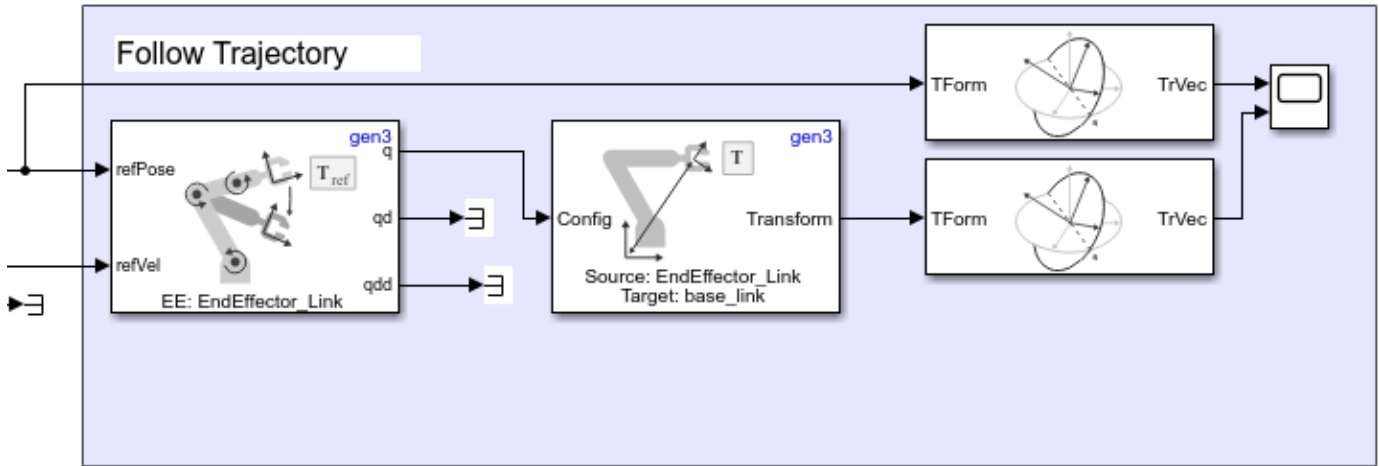 Follow Trajectory
TForm
TrVec
gen3
q
refPose
T ref
qd
refVel
qdd
EE: EndEffector_Link
gen3
T
Config
Transform
Source: EndEffector_Link
Target: base_link
TForm
TrVec